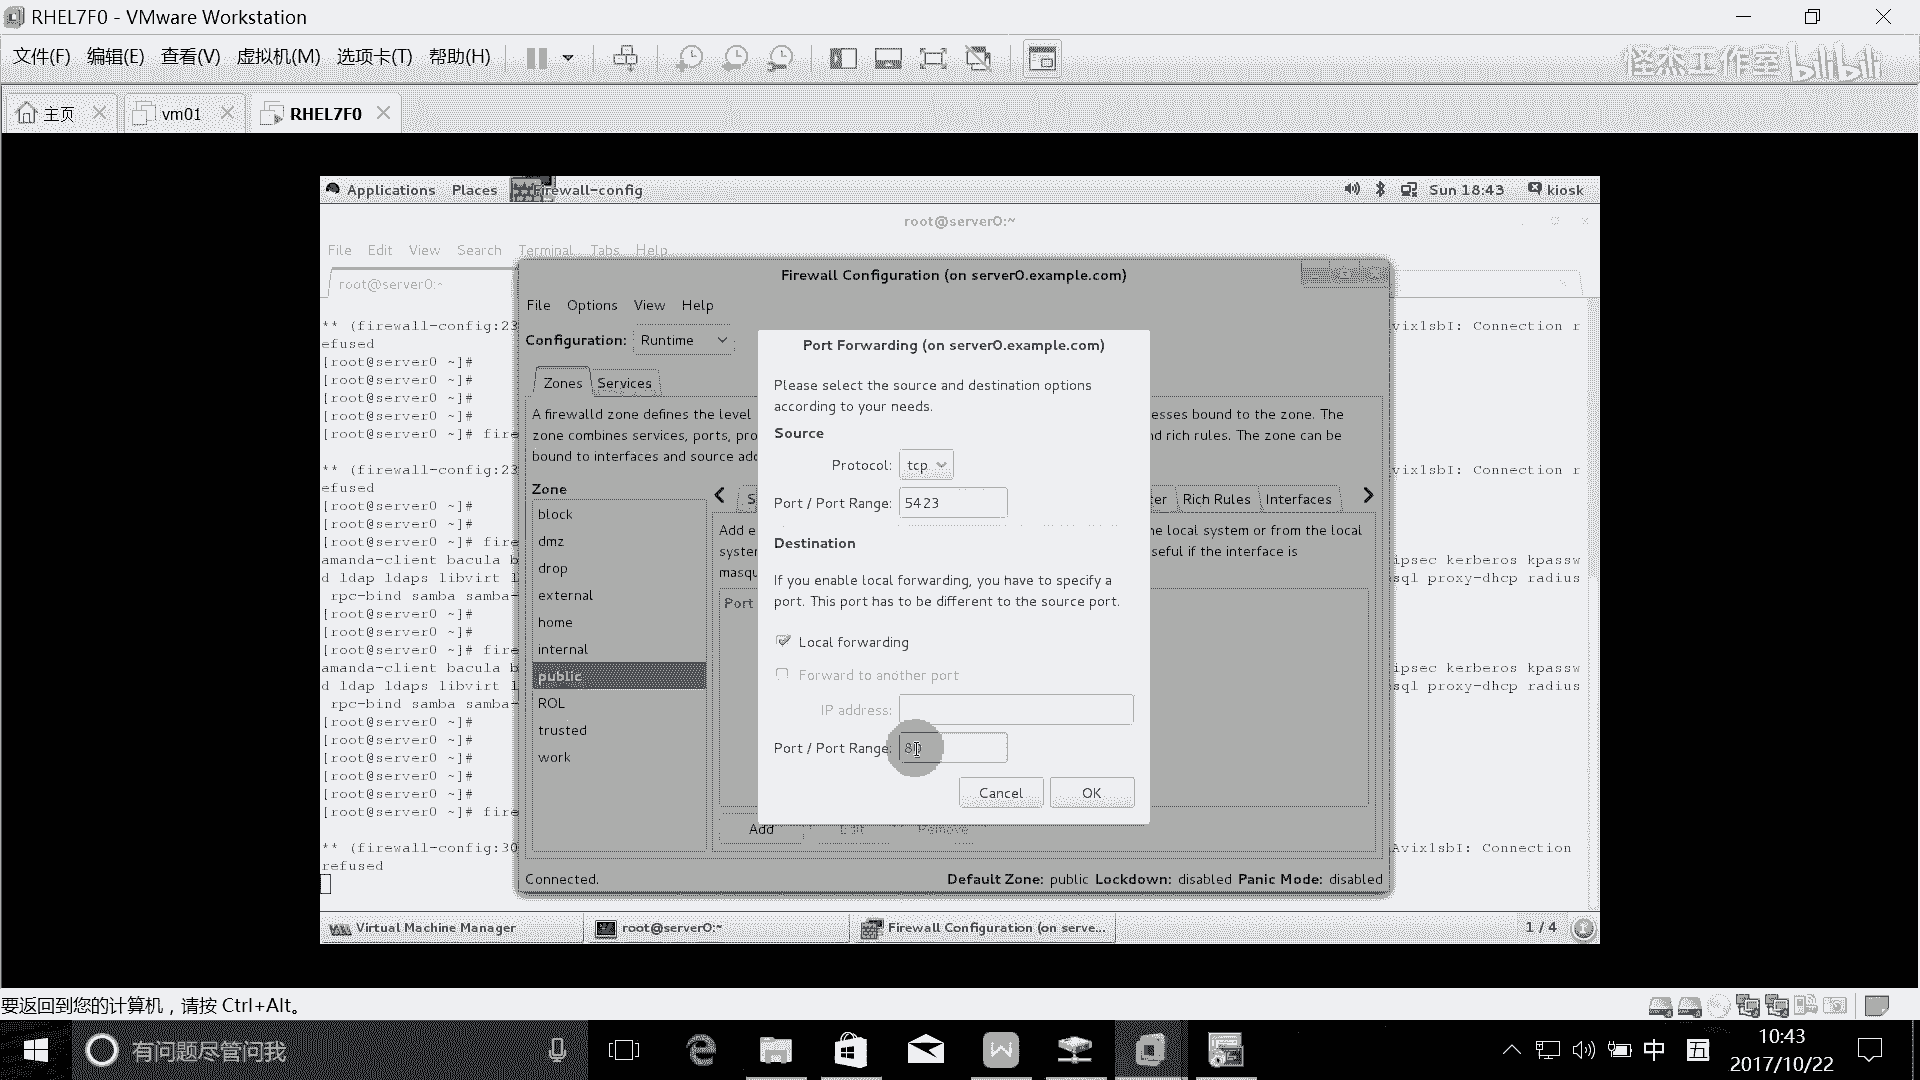 RHEL7F0 - VMware Workstation
文件(F) 编辑(E) 查看(V) 虚拟机(M) 选项卡(T) 帮助(H)
怪杰工作室 bilibili
主页 vm01 RHEL7F0
Applications Places Firewall-config Sun 18:43 kiosk
root@server0:~
File Edit View Search Terminal Tabs Help
root@server0:~
Firewall Configuration (on server0.example.com)
File Options View Help
Configuration: Runtime
Zones Services
A firewalld zone defines the level esses bound to the zone. The
zone combines services, ports, pro nd rich rules. The zone can be
bound to interfaces and source add
Zone
block
dmz
drop
external
home
internal
public
ROL
trusted
work
S ter Rich Rules Interfaces
Add e he local system or from the local
system seful if the interface is
masqu
Port
Add Edit Remove
Connected. Default Zone: public Lockdown: disabled Panic Mode: disabled
Port Forwarding (on server0.example.com)
Please select the source and destination options
according to your needs.
Source
Protocol: tcp
Port / Port Range: 5423
Destination
If you enable local forwarding, you have to specify a
port. This port has to be different to the source port.
Local forwarding
Forward to another port
IP address:
Port / Port Range: 80
Cancel OK
** (firewall-config:23 Avix1sbI: Connection r
efused
[root@server0 ~]#
[root@server0 ~]#
[root@server0 ~]#
[root@server0 ~]#
[root@server0 ~]# fire
** (firewall-config:23 Avix1sbI: Connection r
efused
[root@server0 ~]#
[root@server0 ~]#
[root@server0 ~]# fire
amanda-client bacula b ipsec kerberos kpassw
d ldap ldaps libvirt l sql proxy-dhcp radius
rpc-bind samba samba-
[root@server0 ~]#
[root@server0 ~]#
[root@server0 ~]# fire
amanda-client bacula b ipsec kerberos kpassw
d ldap ldaps libvirt l sql proxy-dhcp radius
rpc-bind samba samba-
[root@server0 ~]#
[root@server0 ~]#
[root@server0 ~]#
[root@server0 ~]#
[root@server0 ~]#
[root@server0 ~]# fire
** (firewall-config:30 Avix1sbI: Connection
refused
Virtual Machine Manager root@server0:~ Firewall Configuration (on serve... 1 / 4
要返回到您的计算机，请按 Ctrl+Alt。
有问题尽管问我
中 五
10:43
2017/10/22